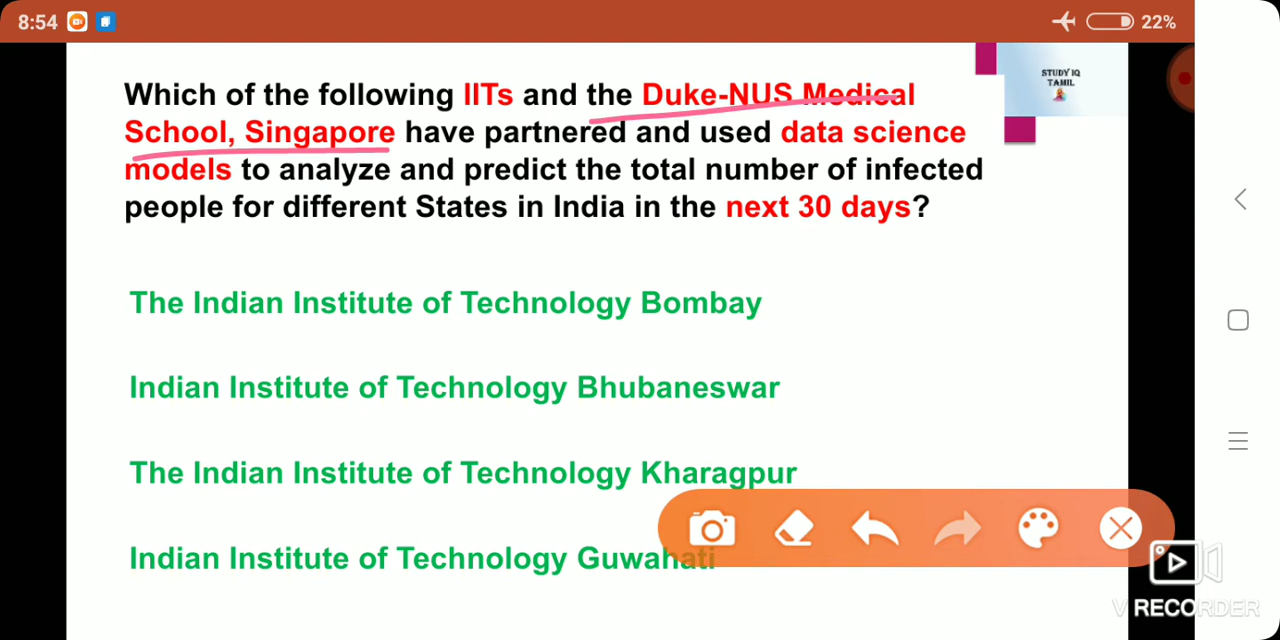 8:54
22%
STUDY IQ
TAMIL
Which of the following IITs and the Duke-NUS Medical
School, Singapore have partnered and used data science
models to analyze and predict the total number of infected
people for different States in India in the next 30 days?
The Indian Institute of Technology Bombay
Indian Institute of Technology Bhubaneswar
The Indian Institute of Technology Kharagpur
Indian Institute of Technology Guwahati
V RECORDER